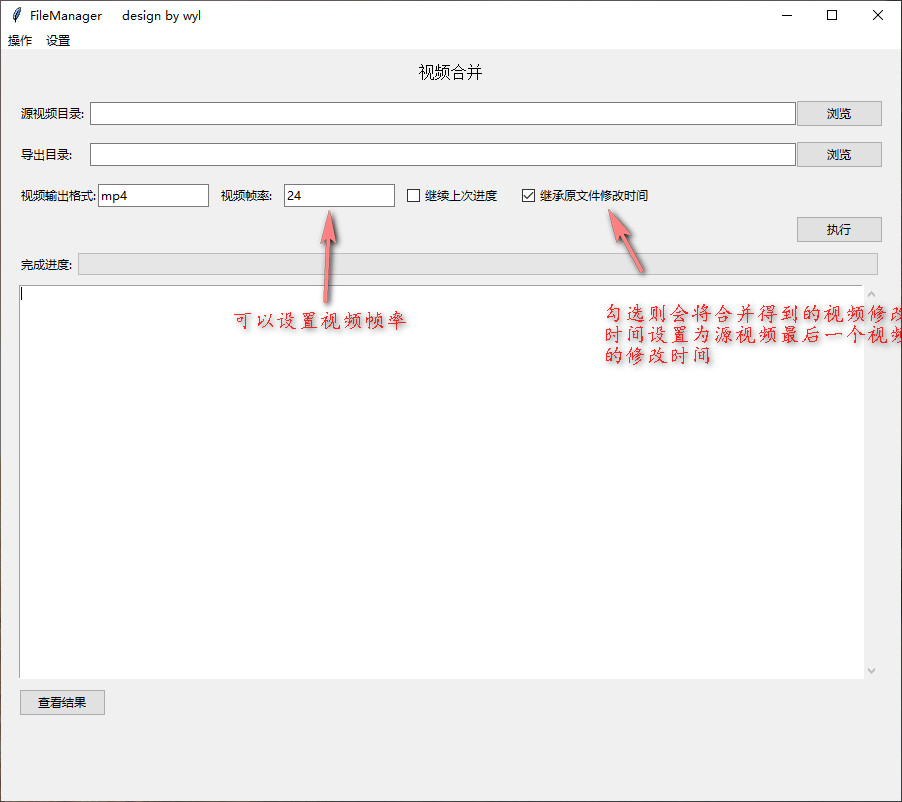 FileManager design by wyl
操作 设置
视频合并
源视频目录: 浏览
导出目录: 浏览
视频输出格式: mp4 视频帧率: 24 继续上次进度 继承原文件修改时间
执行
完成进度:
可以设置视频帧率
勾选则会将合并得到的视频修改
时间设置为源视频最后一个视频
的修改时间
查看结果